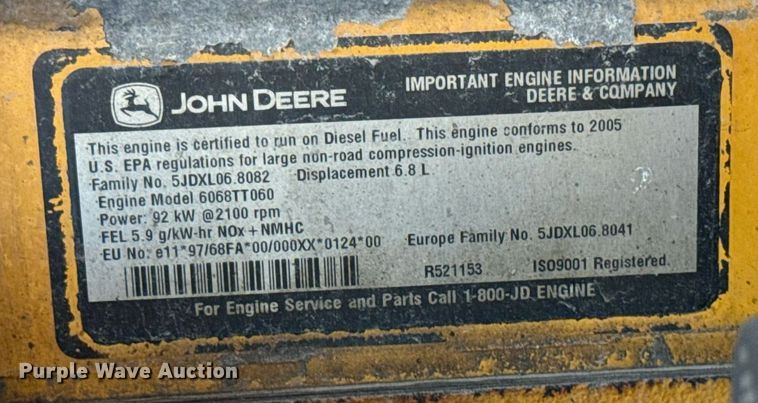 JOHN DEERE
IMPORTANT ENGINE INFORMATION
DEERE & COMPANY
This engine is certified to run on Diesel Fuel. This engine conforms to 2005
U.S. EPA regulations for large non-road compression-ignition engines.
Family No. 5JDXL06.8082 Displacement 6.8 L
Engine Model 6068TT060
Power: 92 kW @2100 rpm
FEL 5.9 g/kW-hr NOx + NMHC
EU No: e11*97/68FA*00/000XX*0124*00 Europe Family No. 5JDXL06.8041
R521153 ISO9001 Registered
For Engine Service and Parts Call 1-800-JD ENGINE
Purple Wave Auction